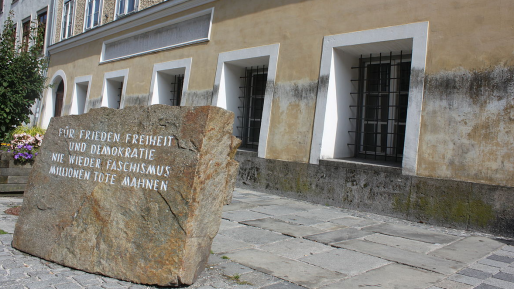 FÜR FRIEDEN FREIHEIT
UND DEMOKRATIE
NIE WIEDER FASCHISMUS
MILLIONEN TOTE MAHNEN